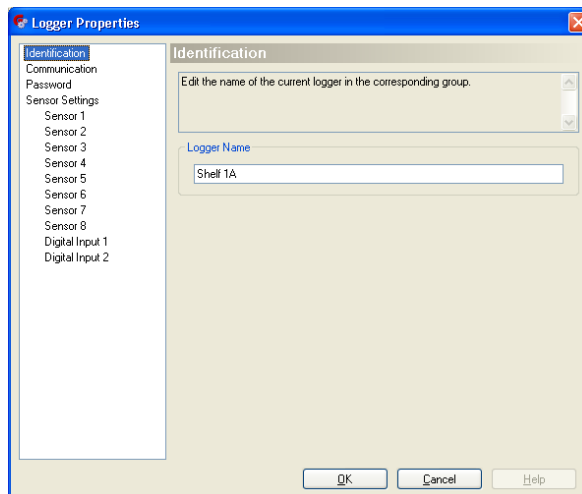 Logger Properties
Identification
Communication
Password
Sensor Settings
Sensor 1
Sensor 2
Sensor 3
Sensor 4
Sensor 5
Sensor 6
Sensor 7
Sensor 8
Digital Input 1
Digital Input 2
Identification
Edit the name of the current logger in the corresponding group.
Logger Name
Shelf 1A
OK
Cancel
Help